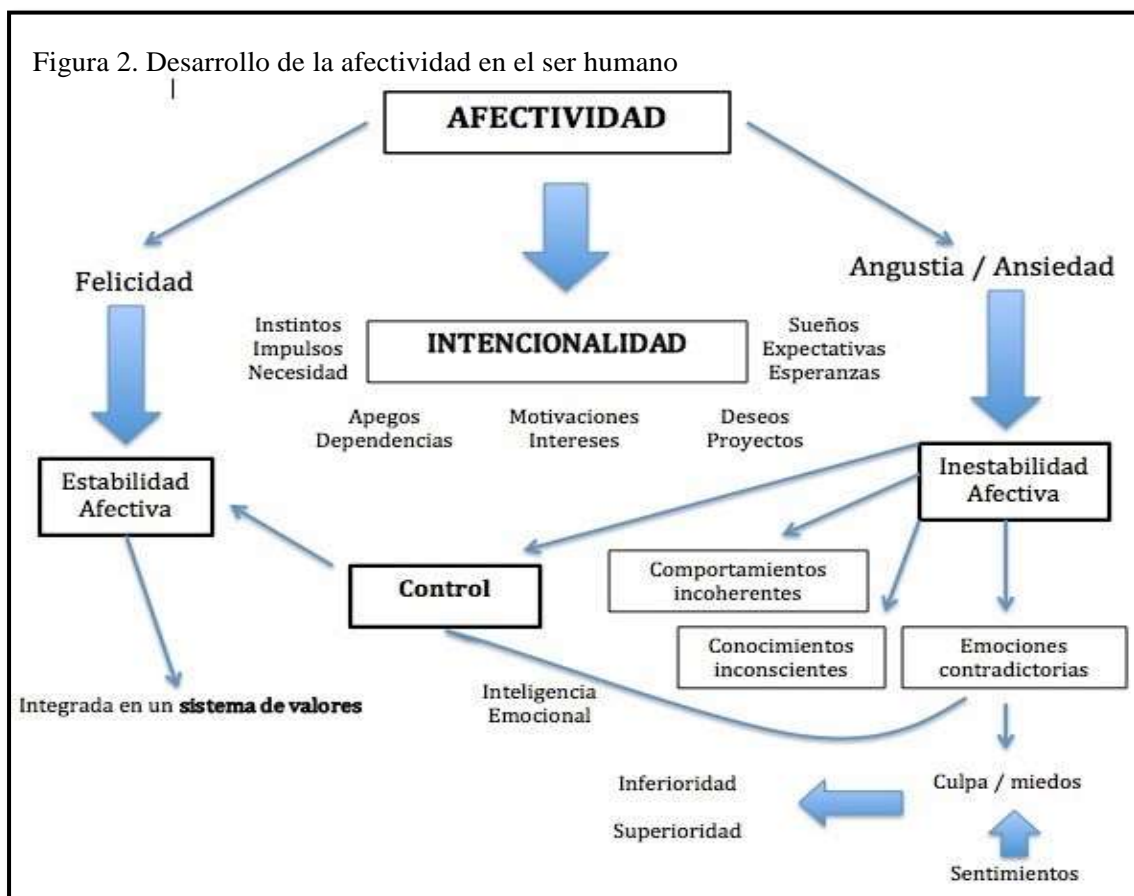 Figura 2. Desarrollo de la afectividad en el ser humano
AFECTIVIDAD
Felicidad
Angustia / Ansiedad
Instintos
Impulsos
Necesidad
INTENCIONALIDAD
Sueños
Expectativas
Esperanzas
Apegos
Dependencias
Motivaciones
Intereses
Deseos
Proyectos
Estabilidad
Afectiva
Inestabilidad
Afectiva
Control
Comportamientos
incoherentes
Conocimientos
inconscientes
Emociones
contradictorias
Integrada en un sistema de valores
Inteligencia
Emocional
Inferioridad
Superioridad
Culpa / miedos
Sentimientos